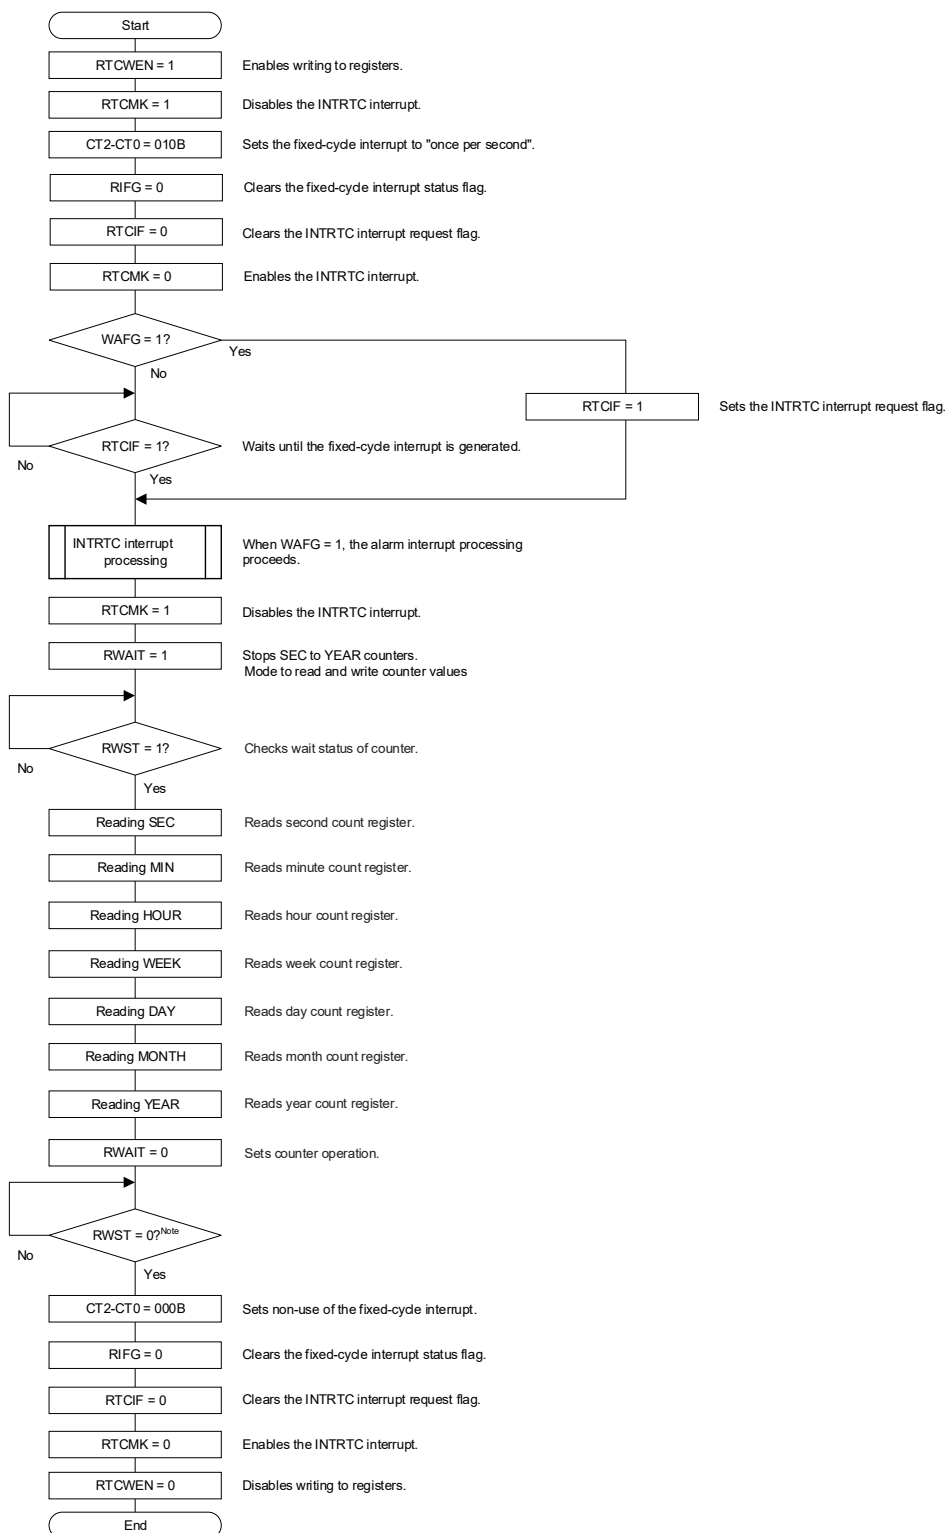 Start
RTCWEN = 1 Enables writing to registers.
RTCMK = 1 Disables the INTRTC interrupt.
CT2-CT0 = 010B Sets the fixed-cycle interrupt to "once per second".
RIFG = 0 Clears the fixed-cycle interrupt status flag.
RTCIF = 0 Clears the INTRTC interrupt request flag.
RTCMK = 0 Enables the INTRTC interrupt.
WAFG = 1?
Yes
No
RTCIF = 1 Sets the INTRTC interrupt request flag.
RTCIF = 1? Waits until the fixed-cycle interrupt is generated.
No
Yes
INTRTC interrupt
processing
When WAFG = 1, the alarm interrupt processing
proceeds.
RTCMK = 1 Disables the INTRTC interrupt.
RWAIT = 1 Stops SEC to YEAR counters.
Mode to read and write counter values
RWST = 1? Checks wait status of counter.
No
Yes
Reading SEC Reads second count register.
Reading MIN Reads minute count register.
Reading HOUR Reads hour count register.
Reading WEEK Reads week count register.
Reading DAY Reads day count register.
Reading MONTH Reads month count register.
Reading YEAR Reads year count register.
RWAIT = 0 Sets counter operation.
RWST = 0?Note
No
Yes
CT2-CT0 = 000B Sets non-use of the fixed-cycle interrupt.
RIFG = 0 Clears the fixed-cycle interrupt status flag.
RTCIF = 0 Clears the INTRTC interrupt request flag.
RTCMK = 0 Enables the INTRTC interrupt.
RTCWEN = 0 Disables writing to registers.
End